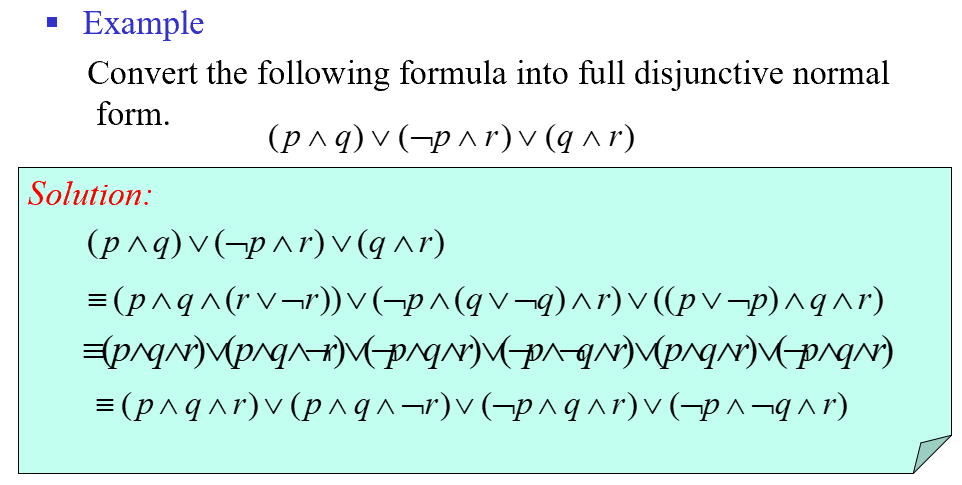 ▪ Example
Convert the following formula into full disjunctive normal
form.
(p ∧ q) ∨ (¬p ∧ r) ∨ (q ∧ r)
Solution:
(p ∧ q) ∨ (¬p ∧ r) ∨ (q ∧ r)
≡ (p ∧ q ∧ (r ∨ ¬r)) ∨ (¬p ∧ (q ∨ ¬q) ∧ r) ∨ ((p ∨ ¬p) ∧ q ∧ r)
≡(p∧q∧r)∨(p∧q∧¬r)∨(¬p∧q∧r)∨(¬p∧¬q∧r)∨(p∧q∧r)∨(¬p∧q∧r)
≡ (p ∧ q ∧ r) ∨ (p ∧ q ∧ ¬r) ∨ (¬p ∧ q ∧ r) ∨ (¬p ∧ ¬q ∧ r)